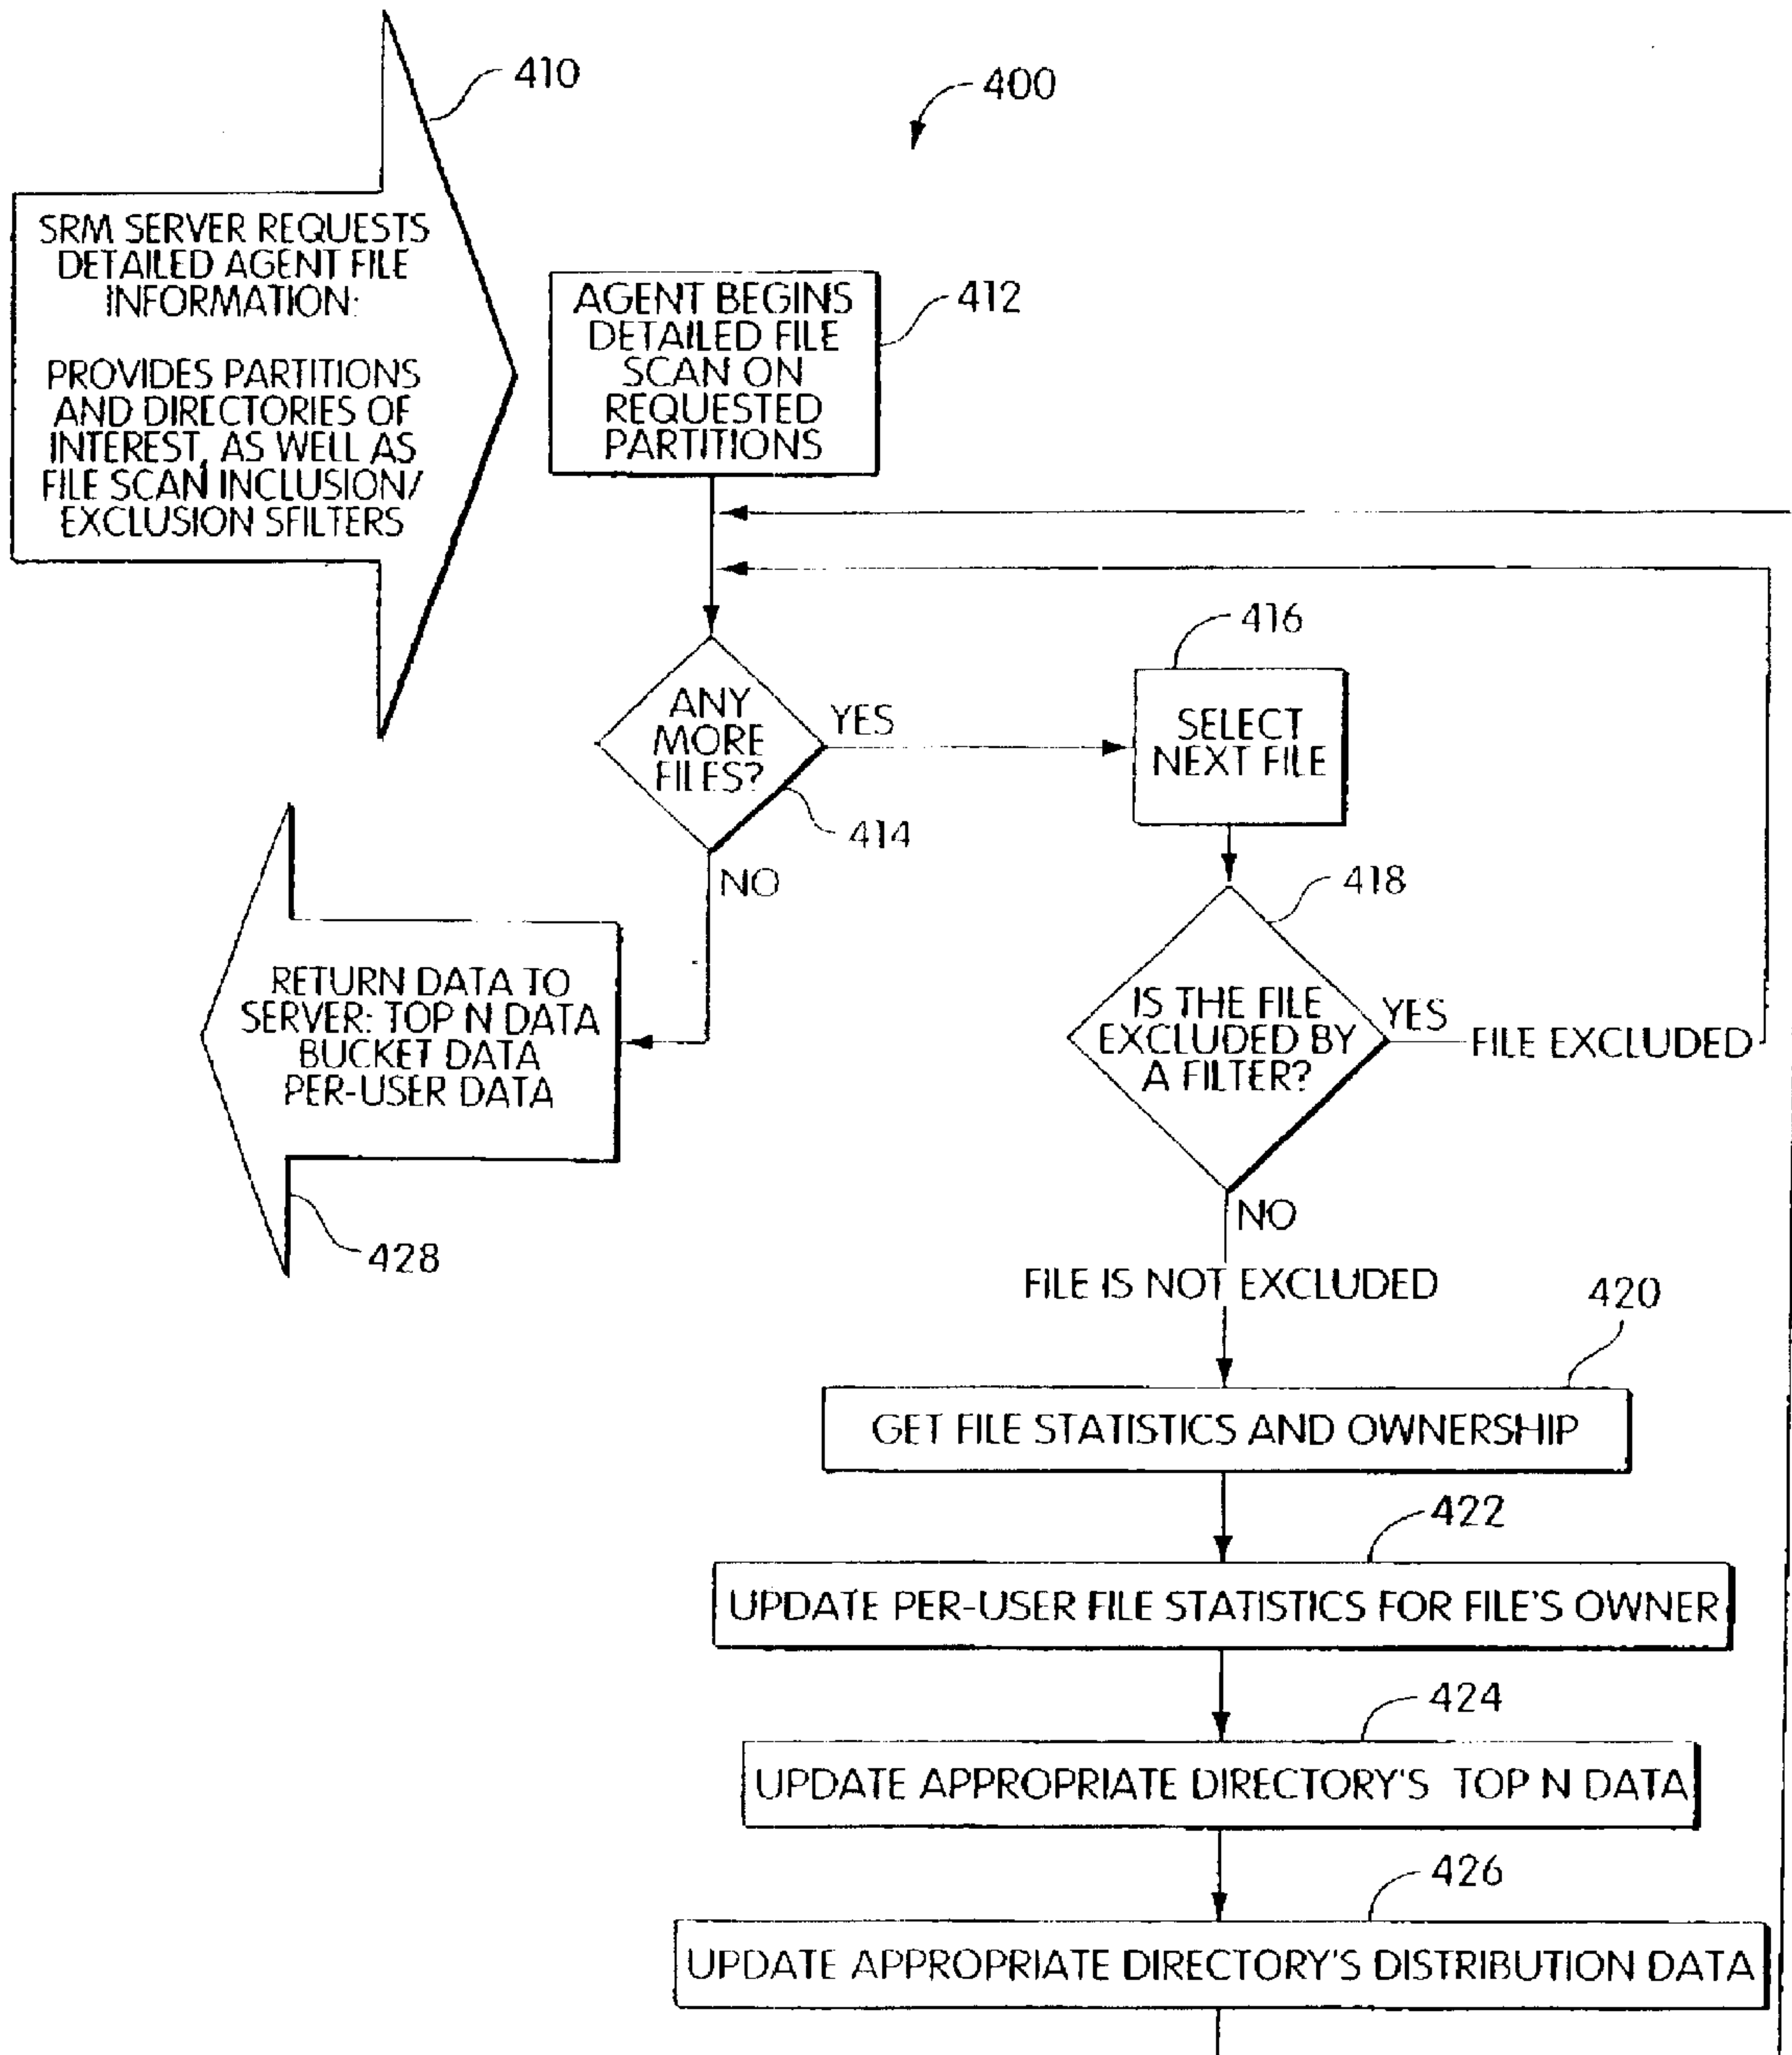 410
400
SRM SERVER REQUESTS
DETAILED AGENT FILE
INFORMATION:
PROVIDES PARTITIONS
AND DIRECTORIES OF
INTEREST, AS WELL AS
FILE SCAN INCLUSION/
EXCLUSION SFILTERS
AGENT BEGINS
DETAILED FILE
SCAN ON
REQUESTED
PARTITIONS
412
ANY
MORE
FILES?
YES
414
NO
416
SELECT
NEXT FILE
418
IS THE FILE
EXCLUDED BY
A FILTER?
YES
FILE EXCLUDED
NO
RETURN DATA TO
SERVER: TOP N DATA
BUCKET DATA
PER-USER DATA
428
FILE IS NOT EXCLUDED
420
GET FILE STATISTICS AND OWNERSHIP
422
UPDATE PER-USER FILE STATISTICS FOR FILE'S OWNER
424
UPDATE APPROPRIATE DIRECTORY'S TOP N DATA
426
UPDATE APPROPRIATE DIRECTORY'S DISTRIBUTION DATA